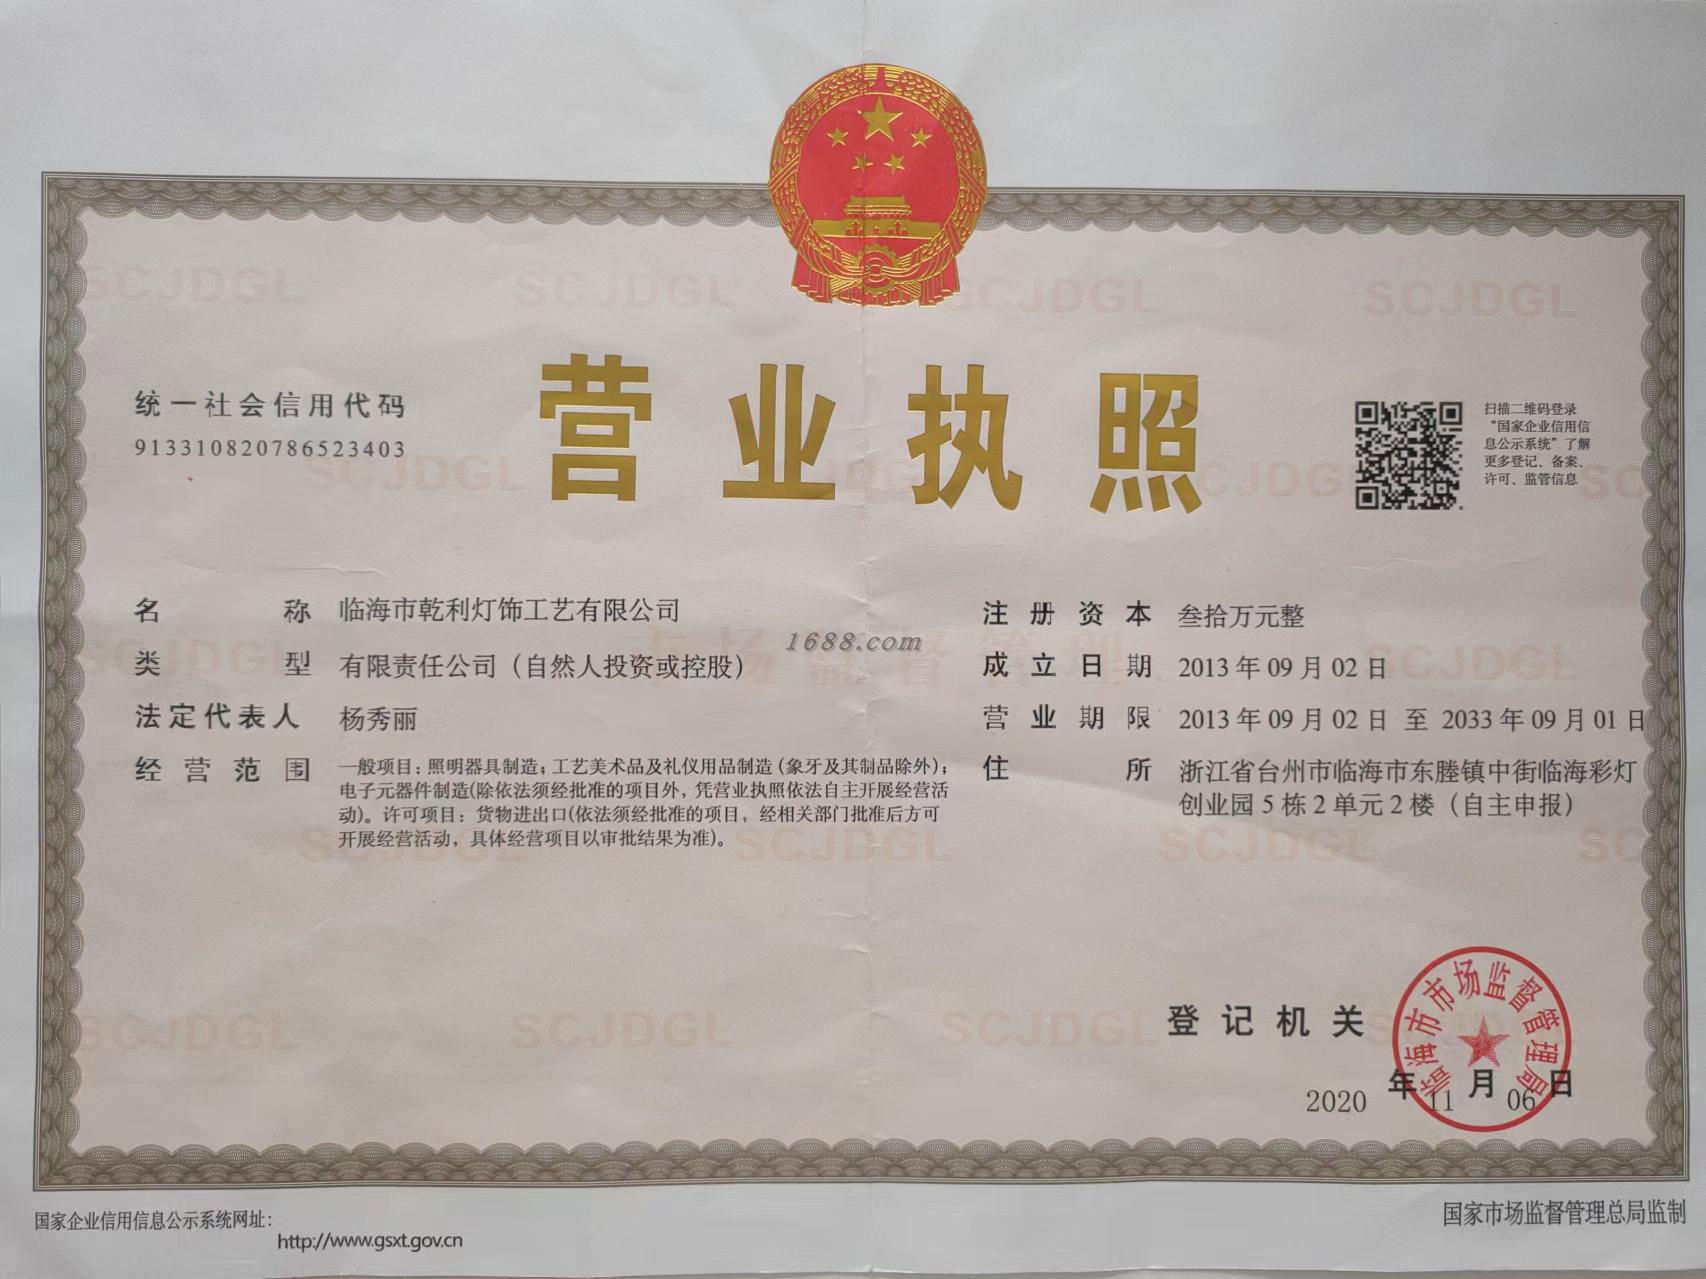 统一社会信用代码
913310820786523403
营业执照
扫描二维码登录
“国家企业信用信
息公示系统”了解
更多登记、备案、
许可、监管信息
名称 临海市乾利灯饰工艺有限公司
类型 有限责任公司（自然人投资或控股）
法定代表人 杨秀丽
经营范围 一般项目：照明器具制造；工艺美术品及礼仪用品制造（象牙及其制品除外）；
电子元器件制造(除依法须经批准的项目外，凭营业执照依法自主开展经营活
动)。许可项目：货物进出口(依法须经批准的项目，经相关部门批准后方可
开展经营活动，具体经营项目以审批结果为准)。
1688.com
注册资本 叁拾万元整
成立日期 2013年09月02日
营业期限 2013年09月02日 至 2033年09月01日
住所 浙江省台州市临海市东塍镇中街临海彩灯
创业园5栋2单元2楼（自主申报）
登记机关
临海市市场监督管理局
2020年11月06日
国家企业信用信息公示系统网址：
http://www.gsxt.gov.cn
国家市场监督管理总局监制
SCJDGL
市场监督管理